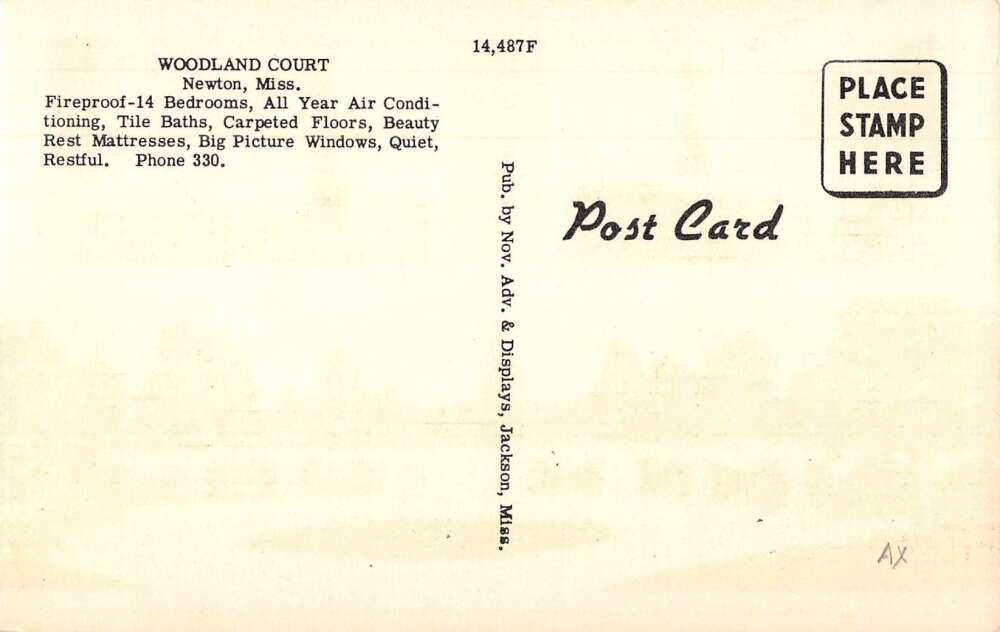 14,487F
WOODLAND COURT
Newton, Miss.
Fireproof-14 Bedrooms, All Year Air Condi-
tioning, Tile Baths, Carpeted Floors, Beauty
Rest Mattresses, Big Picture Windows, Quiet,
Restful. Phone 330.
Pub. by Nov. Adv. & Displays, Jackson, Miss.
PLACE
STAMP
HERE
Post Card
AX